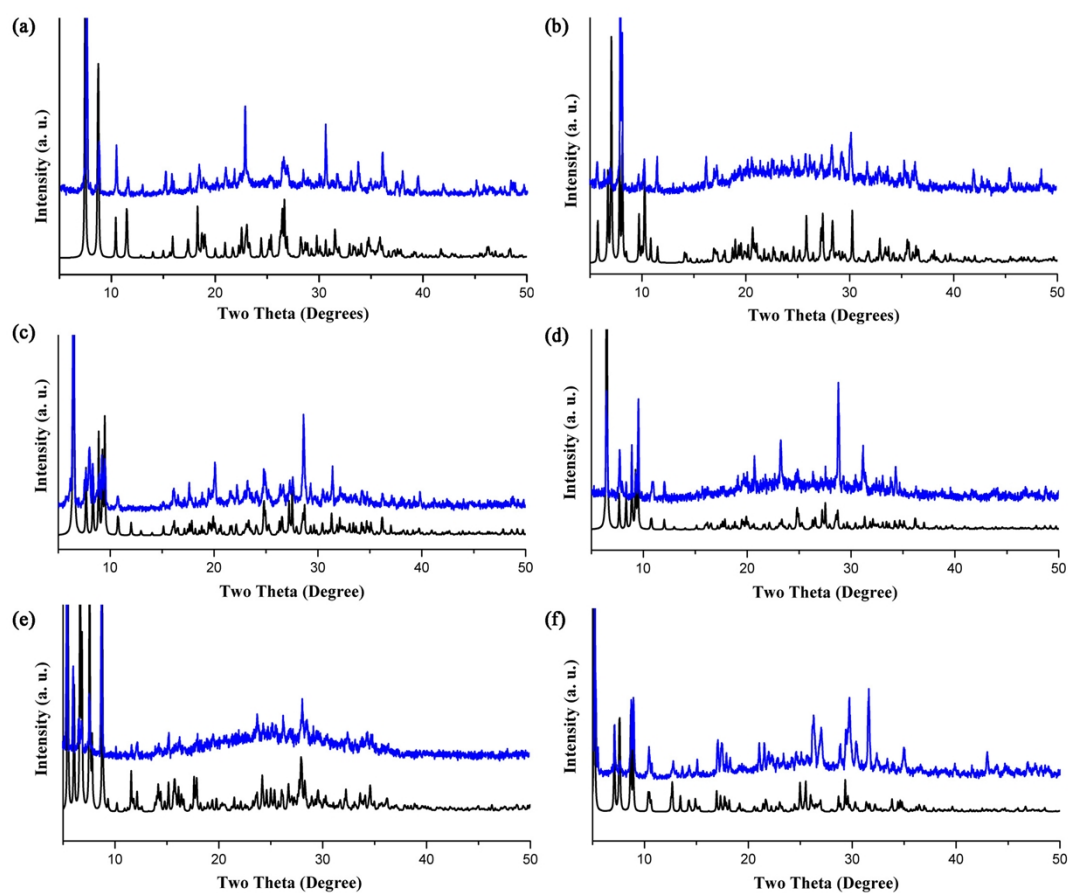 (a)
Intensity (a. u.)
10 20 30 40 50
Two Theta (Degrees)
(b)
Intensity (a. u.)
10 20 30 40 50
Two Theta (Degrees)
(c)
Intensity (a. u.)
10 20 30 40 50
Two Theta (Degree)
(d)
Intensity (a. u.)
10 20 30 40 50
Two Theta (Degree)
(e)
Intensity (a. u.)
10 20 30 40 50
Two Theta (Degree)
(f)
Intensity (a. u.)
10 20 30 40 50
Two Theta (Degree)